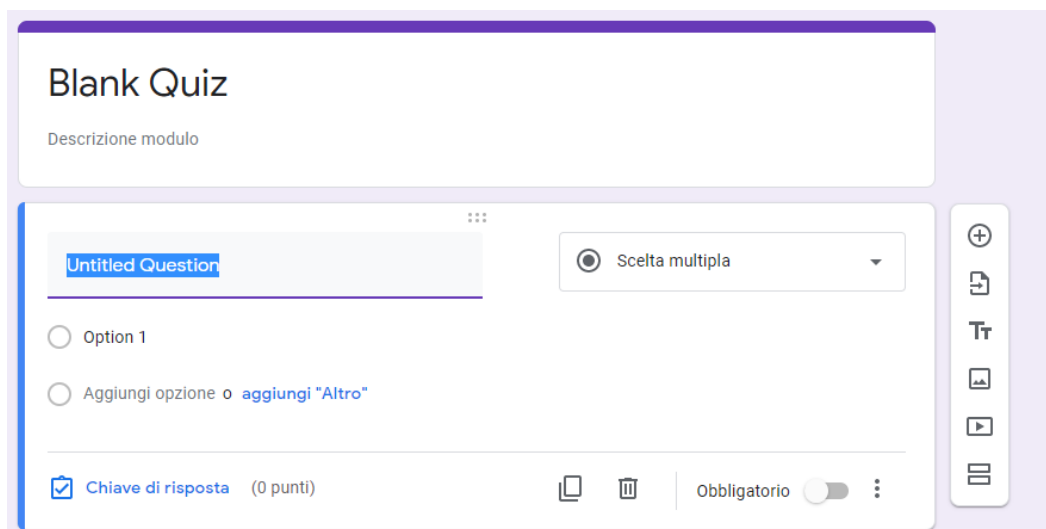 Blank Quiz
Descrizione modulo
Untitled Question
Scelta multipla
Option 1
Aggiungi opzione o aggiungi "Altro"
Chiave di risposta (0 punti)
Obbligatorio